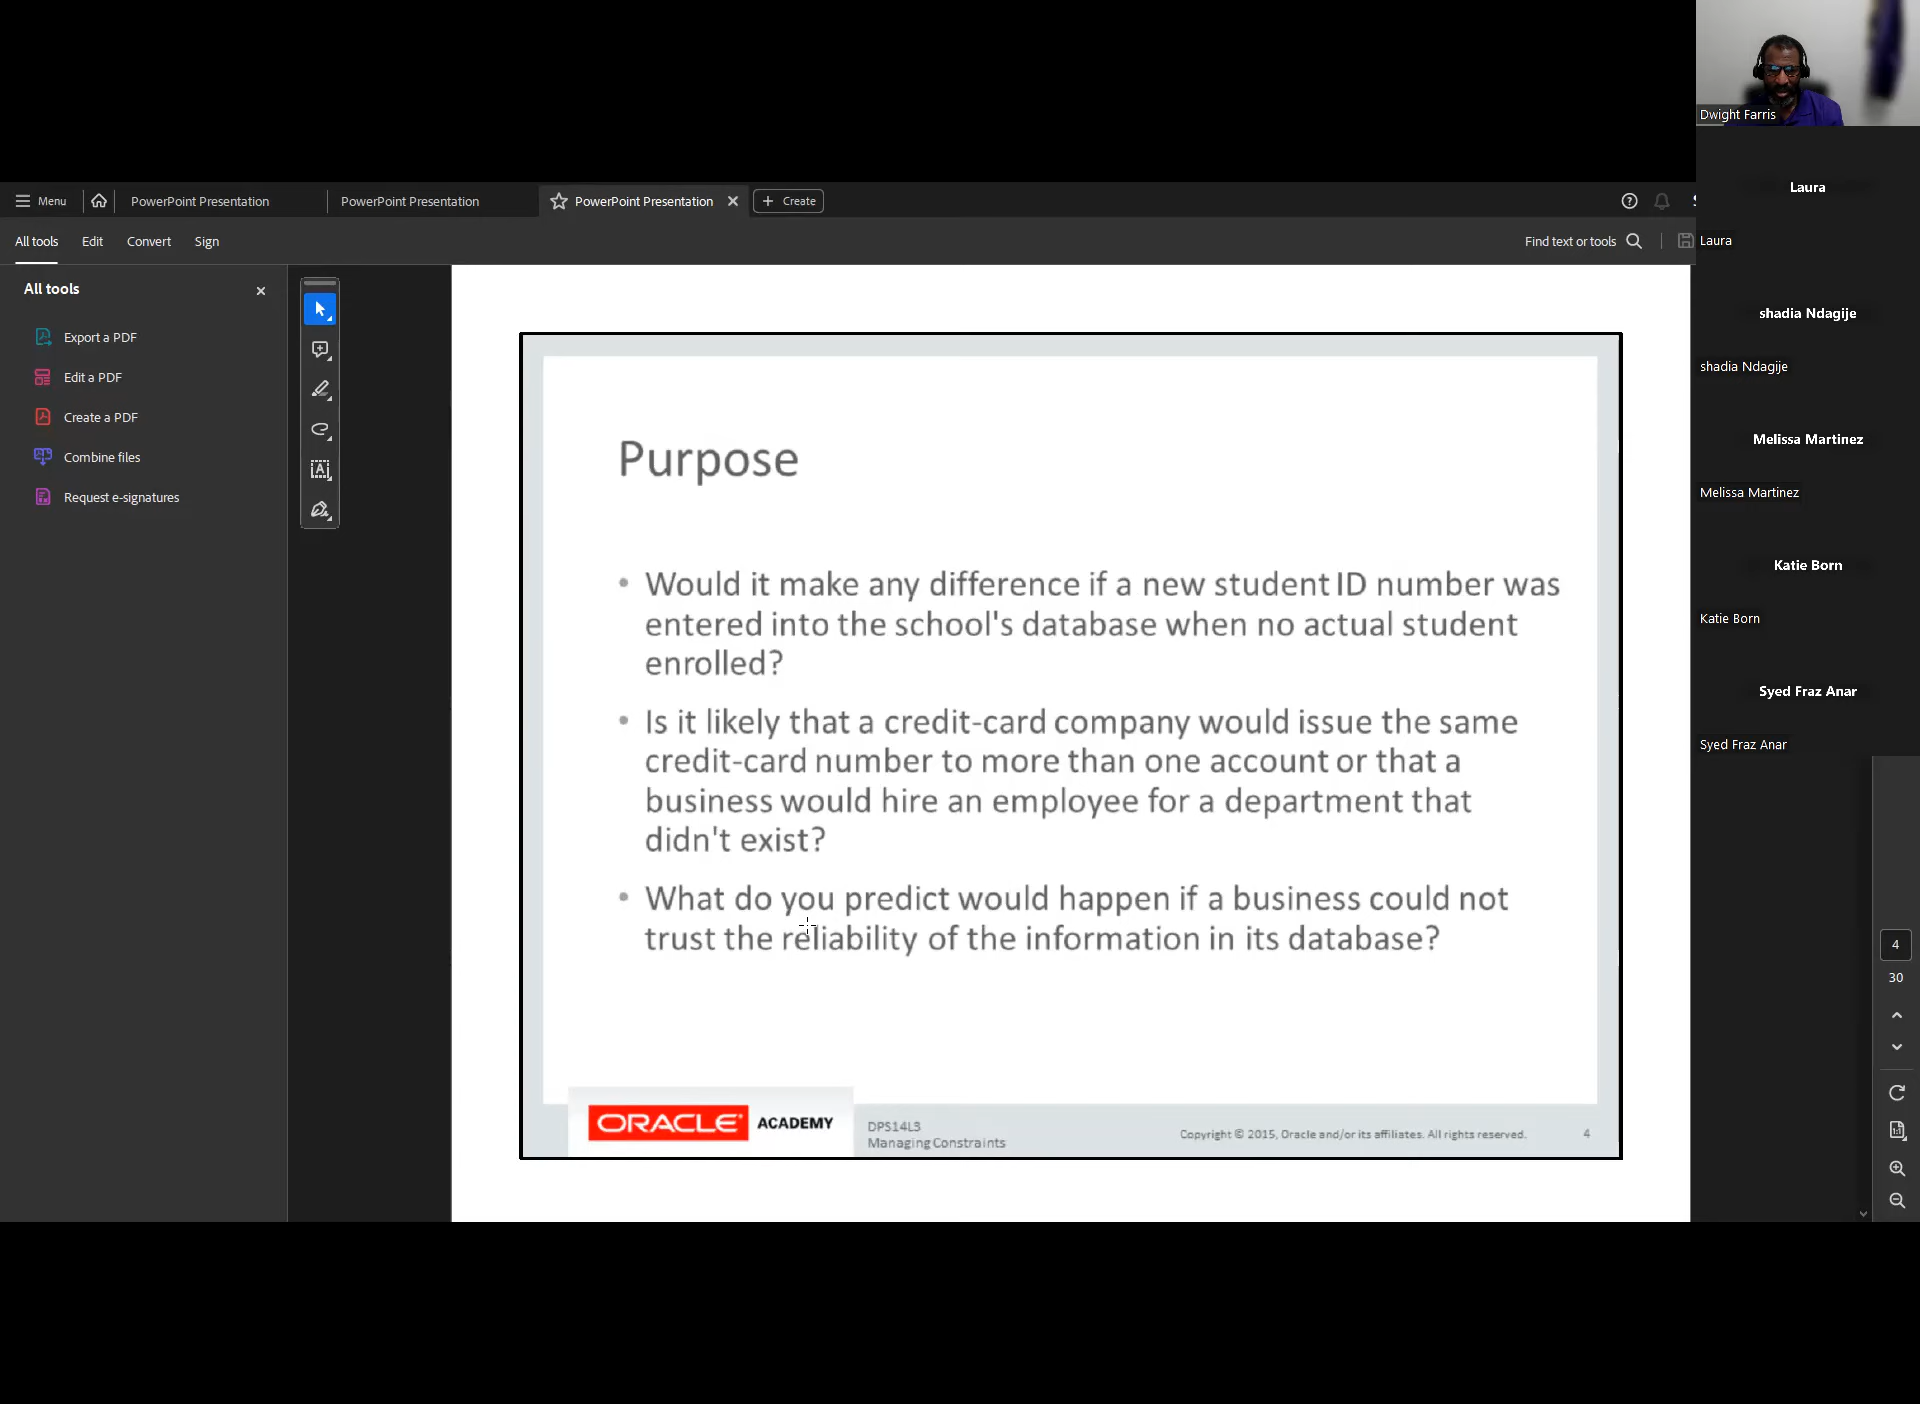 Dwight Farris
Laura
Laura
shadia Ndagije
shadia Ndagije
Melissa Martinez
Melissa Martinez
Katie Born
Katie Born
Syed Fraz Anar
Syed Fraz Anar
Menu
PowerPoint Presentation
PowerPoint Presentation
PowerPoint Presentation
Create
All tools
Edit
Convert
Sign
Find text or tools
All tools
Export a PDF
Edit a PDF
Create a PDF
Combine files
Request e-signatures
Purpose
• Would it make any difference if a new student ID number was
entered into the school's database when no actual student
enrolled?
• Is it likely that a credit-card company would issue the same
credit-card number to more than one account or that a
business would hire an employee for a department that
didn't exist?
• What do you predict would happen if a business could not
trust the reliability of the information in its database?
ORACLE ACADEMY
DPS14L3
Managing Constraints
Copyright © 2015, Oracle and/or its affiliates. All rights reserved.
4
4
30